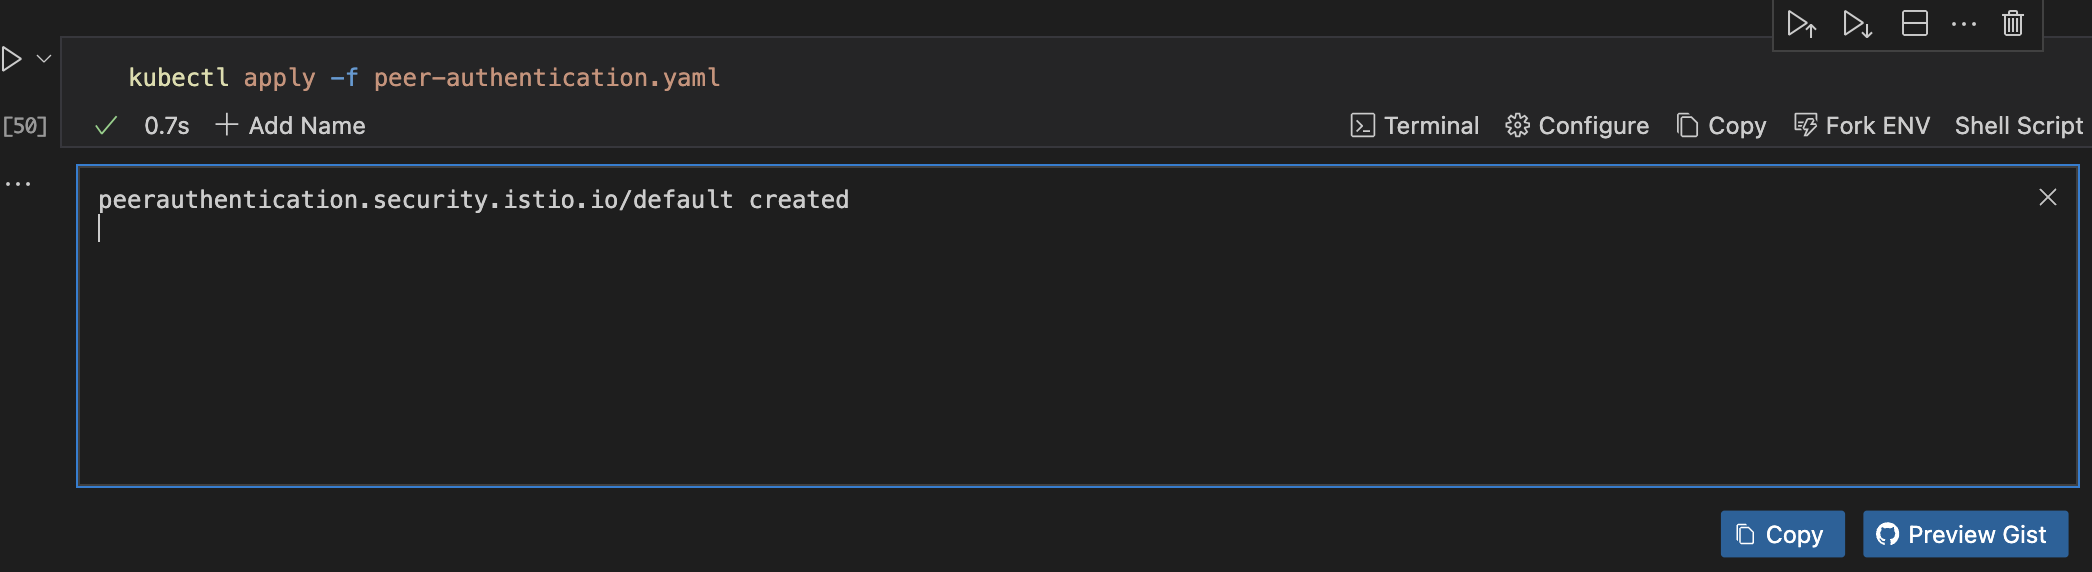 kubectl apply -f peer-authentication.yaml
[50]
0.7s
Add Name
Terminal
Configure
Copy
Fork ENV
Shell Script
peerauthentication.security.istio.io/default created
Copy
Preview Gist